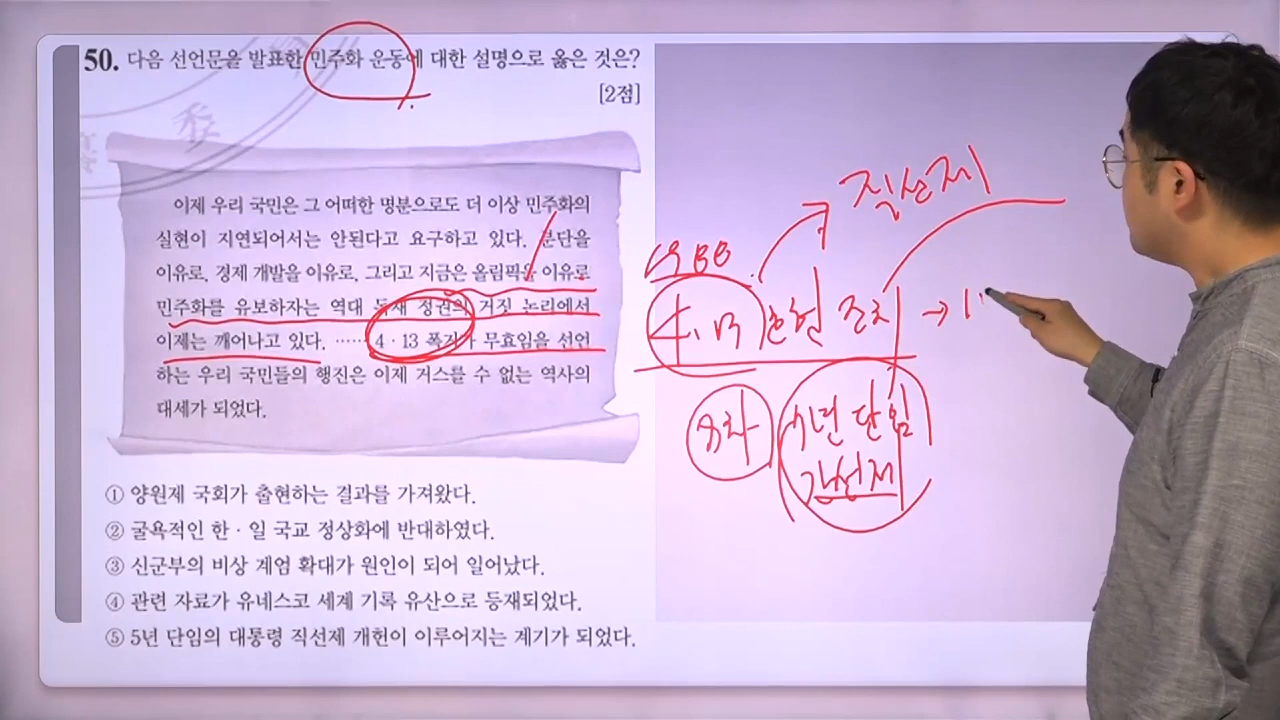 50. 다음 선언문을 발표한 민주화 운동에 대한 설명으로 옳은 것은?
[2점]
이제 우리 국민은 그 어떠한 명분으로도 더 이상 민주화의
실현이 지연되어서는 안된다고 요구하고 있다. 분단을
이유로, 경제 개발을 이유로, 그리고 지금은 올림픽을 이유로
민주화를 유보하자는 역대 독재 정권의 거짓 논리에서
이제는 깨어나고 있다. …… 4·13 폭거가 무효임을 선언
하는 우리 국민들의 행진은 이제 거스를 수 없는 역사의
대세가 되었다.
① 양원제 국회가 출현하는 결과를 가져왔다.
② 굴욕적인 한·일 국교 정상화에 반대하였다.
③ 신군부의 비상 계엄 확대가 원인이 되어 일어났다.
④ 관련 자료가 유네스코 세계 기록 유산으로 등재되었다.
⑤ 5년 단임의 대통령 직선제 개헌이 이루어지는 계기가 되었다.
직선제
4.13 호헌 조치 →
8차 7년 단임
간선제